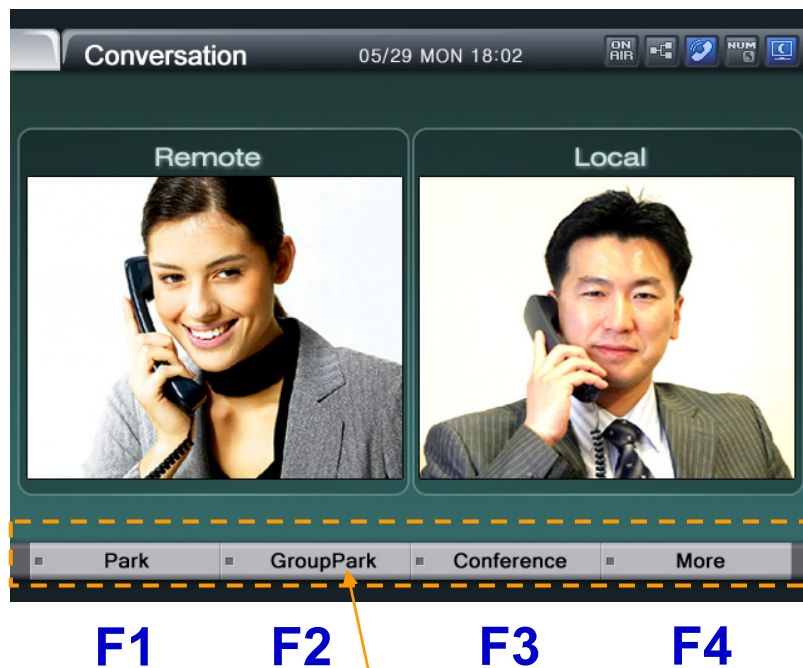 Conversation 05/29 MON 18:02 ON AIR NUM
Remote Local
Park GroupPark Conference More
F1 F2 F3 F4